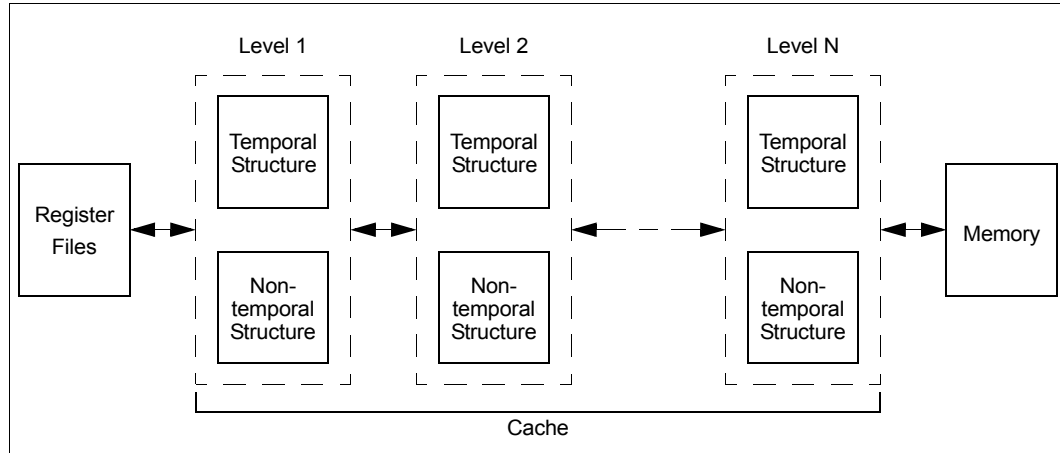 Level 1
Level 2
Level N
Temporal
Structure
Temporal
Structure
Temporal
Structure
Register
Files
Memory
Non-
temporal
Structure
Non-
temporal
Structure
Non-
temporal
Structure
Cache